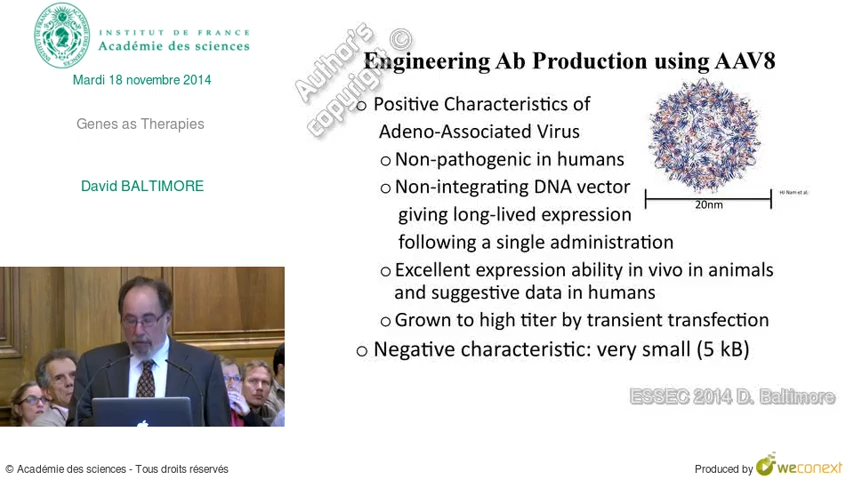 INSTITUT DE FRANCE
Académie des sciences
Mardi 18 novembre 2014
Genes as Therapies
David BALTIMORE
Author's
copyright ©
Engineering Ab Production using AAV8
Positive Characteristics of
Adeno-Associated Virus
Non-pathogenic in humans
Non-integrating DNA vector
giving long-lived expression
following a single administration
Excellent expression ability in vivo in animals
and suggestive data in humans
Grown to high titer by transient transfection
Negative characteristic: very small (5 kB)
20nm
HJ Nam et al.
ESSEC 2014 D. Baltimore
© Académie des sciences - Tous droits réservés
Produced by weconext